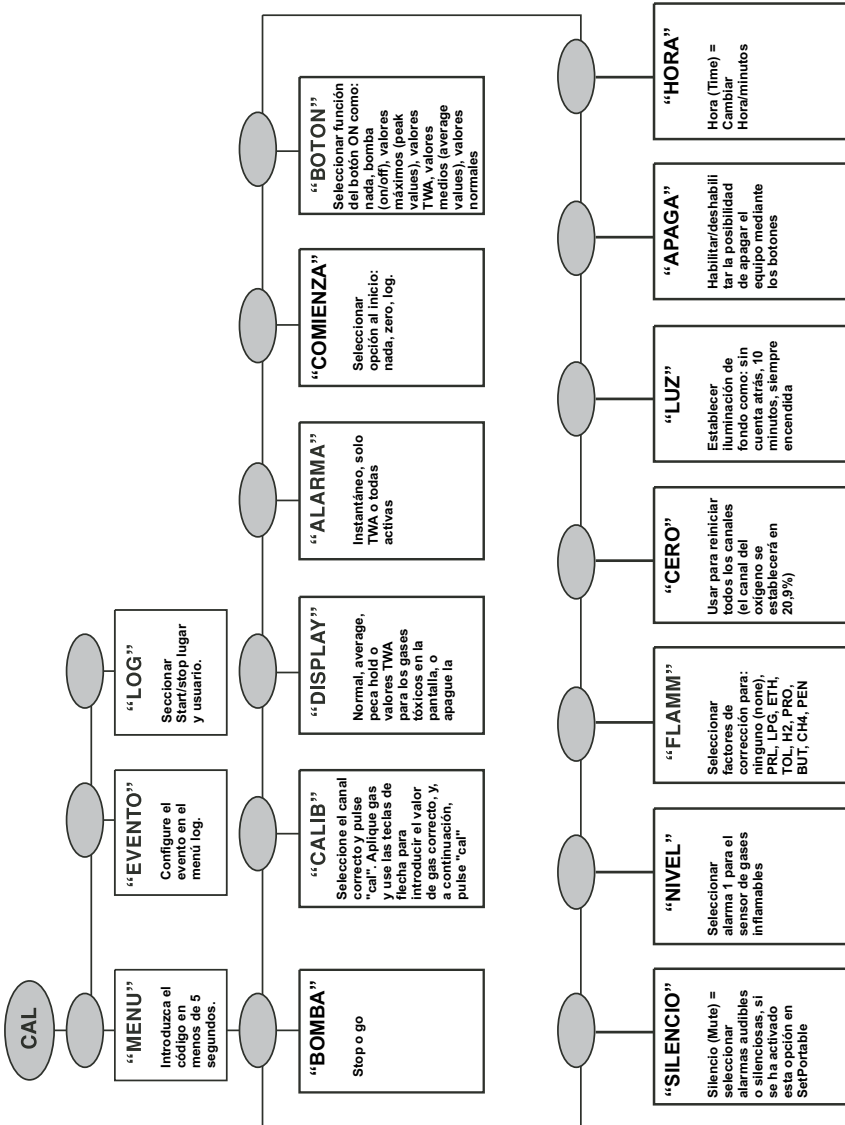 CAL
“MENU”
Introduzca el
código en
menos de 5
segundos.
“EVENTO”
Configure el
evento en el
menú log.
“LOG”
Seccionar
Start/stop lugar
y usuario.
“BOMBA”
Stop o go
“CALIB”
Seleccione el canal
correcto y pulse
"cal". Aplique gas
y use las teclas de
flecha para
introducir el valor
de gas correcto, y,
a continuación,
pulse "cal"
“DISPLAY”
Normal, average,
peca hold o
valores TWA
para los gases
tóxicos en la
pantalla, o
apague la
“ALARMA”
Instantáneo, solo
TWA o todas
activas
“COMIENZA”
Seleccionar
opción al inicio:
nada, zero, log.
“BOTON”
Seleccionar función
del botón ON como:
nada, bomba
(on/off), valores
máximos (peak
values), valores
TWA, valores
medios (average
values), valores
normales
“SILENCIO”
Silencio (Mute) =
seleccionar
alarmas audibles
o silenciosas, si
se ha activado
esta opción en
SetPortable
“NIVEL”
Seleccionar
alarma 1 para el
sensor de gases
inflamables
“FLAMM”
Seleccionar
factores de
corrección para:
ninguno (none),
PRL, LPG, ETH,
TOL, H2, PRO,
BUT, CH4, PEN
“CERO”
Usar para reiniciar
todos los canales
(el canal del
oxígeno se
establecerá en
20,9%)
“LUZ”
Establecer
iluminación de
fondo como: sin
cuenta atrás, 10
minutos, siempre
encendida
“APAGA”
Habilitar/deshabili
tar la posibilidad
de apagar el
equipo mediante
los botones
“HORA”
Hora (Time) =
Cambiar
Hora/minutos